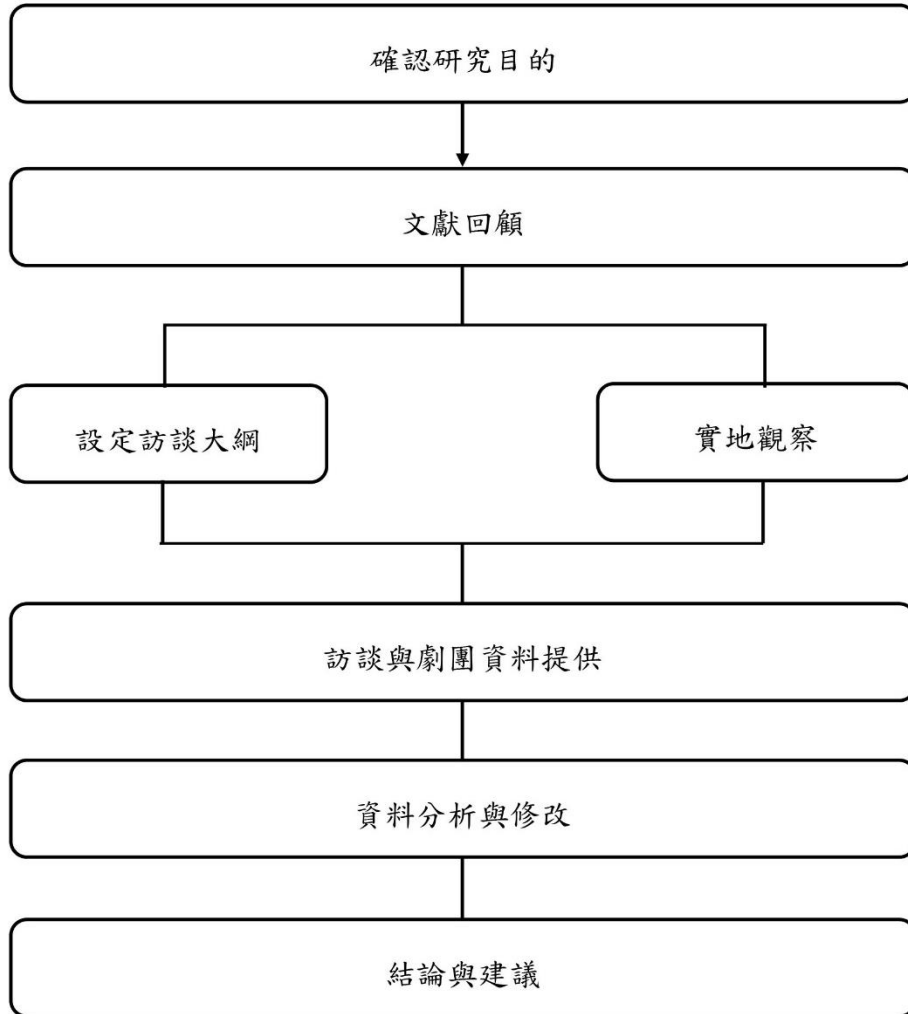 確認研究目的
文獻回顧
設定訪談大綱
實地觀察
訪談與劇團資料提供
資料分析與修改
結論與建議